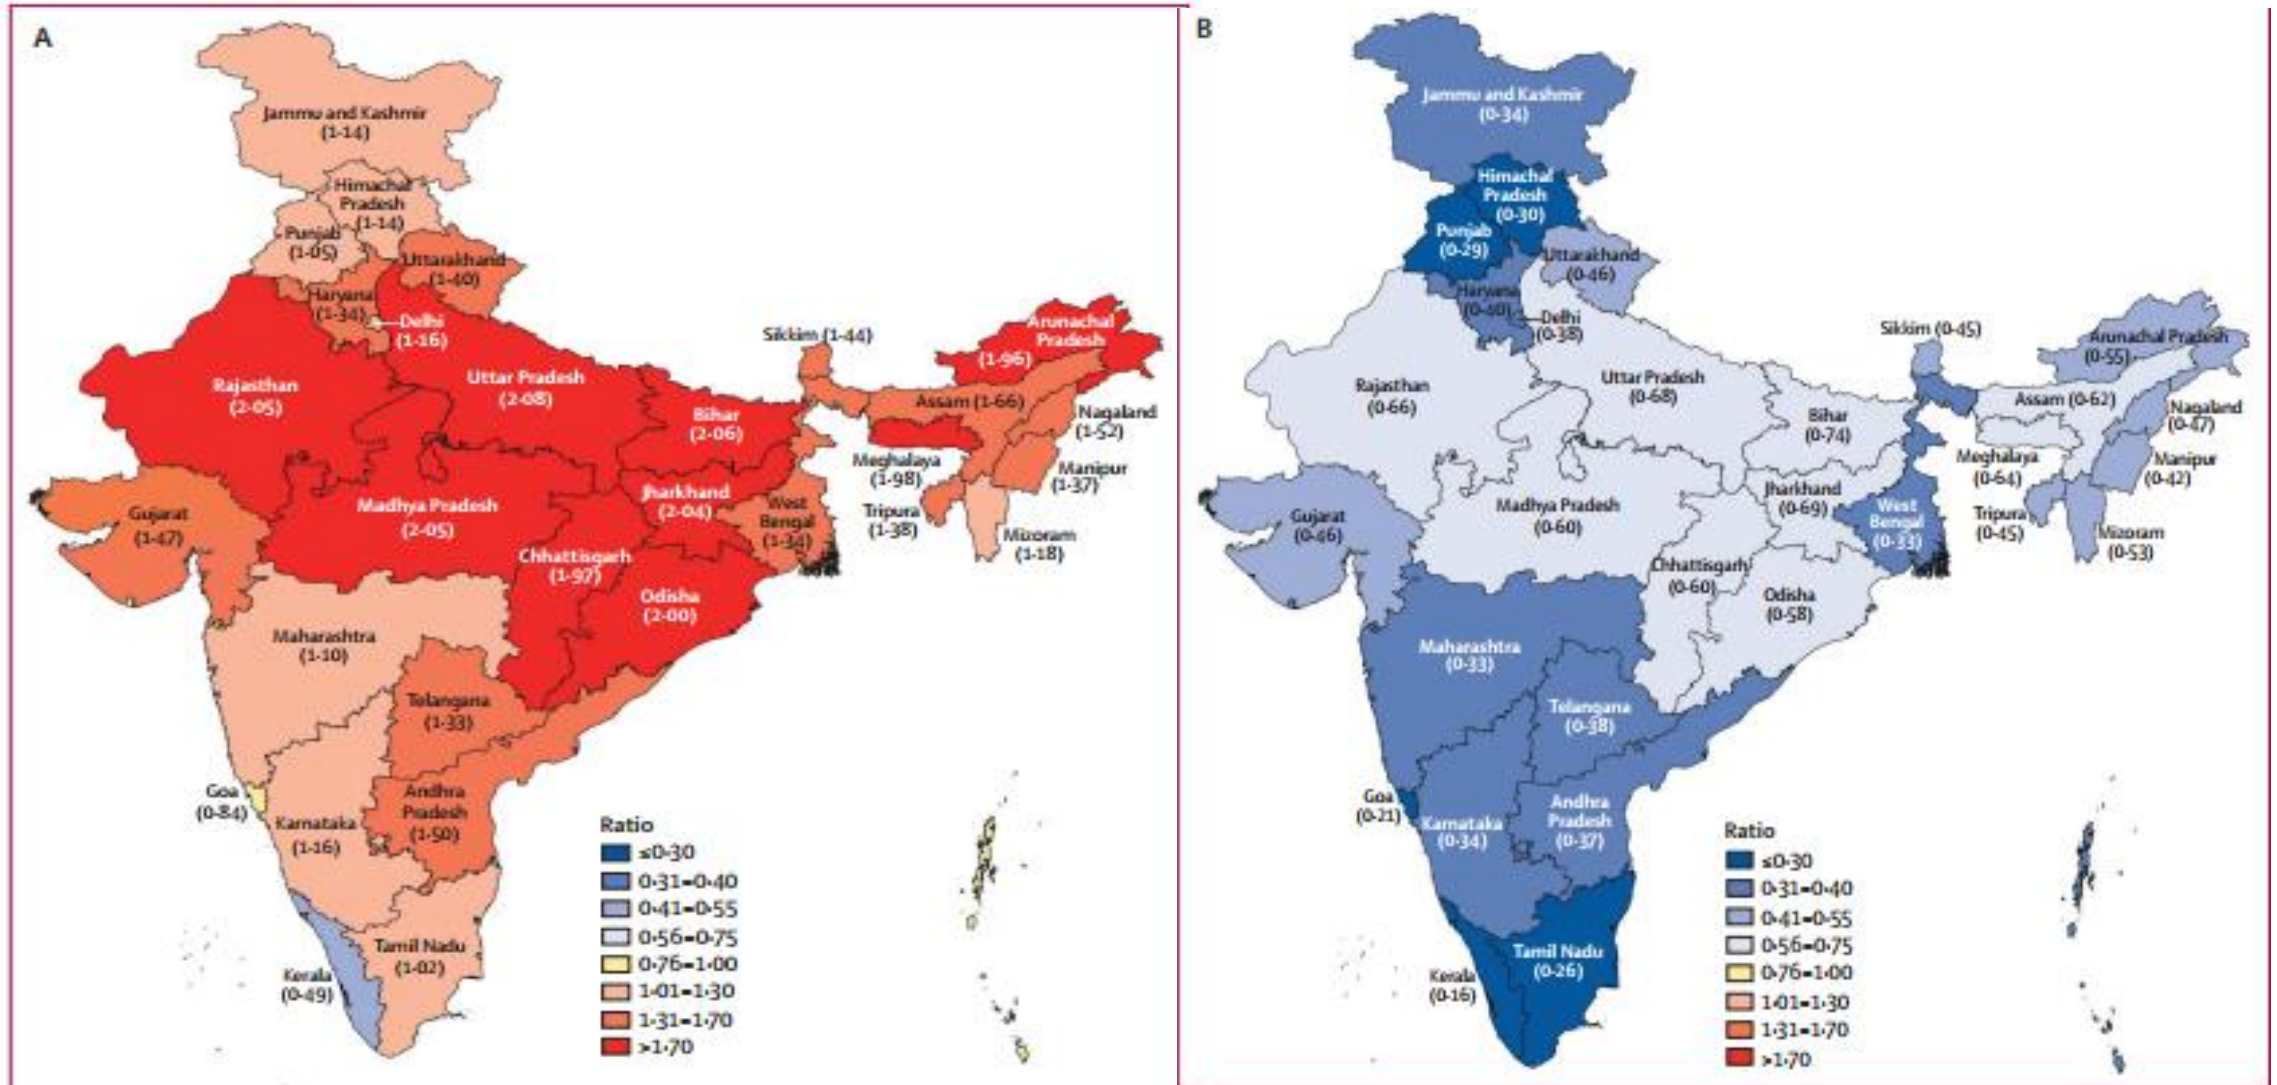 A
Jammu and Kashmir
(1·14)
Himachal
Pradesh
(1·14)
Punjab
(1·05)
Uttarakhand
(1·40)
Haryana
(1·34)
Delhi
(1·16)
Rajasthan
(2·05)
Uttar Pradesh
(2·08)
Bihar
(2·06)
Sikkim (1·44)
Arunachal
Pradesh
(1·96)
Assam (1·66)
Nagaland
(1·52)
Meghalaya
(1·98)
Manipur
(1·37)
Tripura
(1·38)
Mizoram
(1·18)
Gujarat
(1·47)
Madhya Pradesh
(2·05)
Jharkhand
(2·04)
West
Bengal
(1·34)
Chhattisgarh
(1·97)
Odisha
(2·00)
Maharashtra
(1·10)
Telangana
(1·33)
Goa
(0·84)
Karnataka
(1·16)
Andhra
Pradesh
(1·50)
Tamil Nadu
(1·02)
Kerala
(0·49)
Ratio
≤0·30
0·31–0·40
0·41–0·55
0·56–0·75
0·76–1·00
1·01–1·30
1·31–1·70
>1·70
B
Jammu and Kashmir
(0·34)
Himachal
Pradesh
(0·30)
Punjab
(0·29)
Uttarakhand
(0·46)
Haryana
(0·40)
Delhi
(0·38)
Rajasthan
(0·66)
Uttar Pradesh
(0·68)
Bihar
(0·74)
Sikkim (0·45)
Arunachal Pradesh
(0·55)
Assam (0·62)
Nagaland
(0·47)
Meghalaya
(0·64)
Manipur
(0·42)
Tripura
(0·45)
Mizoram
(0·53)
Gujarat
(0·46)
Madhya Pradesh
(0·60)
Jharkhand
(0·69)
West
Bengal
(0·33)
Chhattisgarh
(0·60)
Odisha
(0·58)
Maharashtra
(0·33)
Telangana
(0·38)
Goa
(0·21)
Karnataka
(0·34)
Andhra
Pradesh
(0·37)
Tamil Nadu
(0·26)
Kerala
(0·16)
Ratio
≤0·30
0·31–0·40
0·41–0·55
0·56–0·75
0·76–1·00
1·01–1·30
1·31–1·70
>1·70